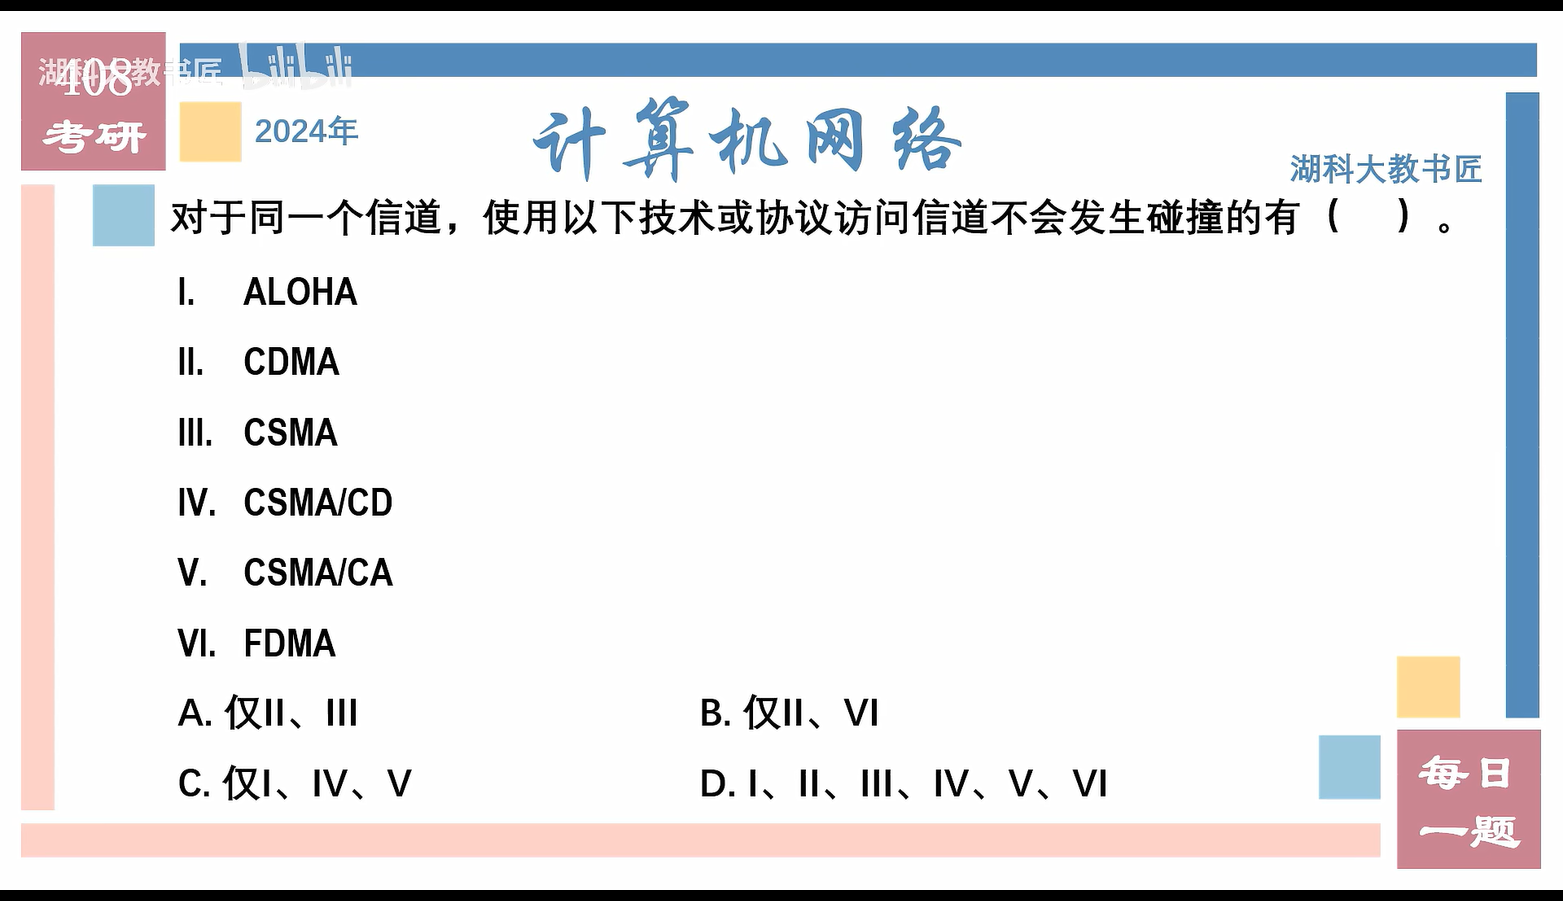 湖科大教书匠 bilibili
408
考研
2024年
计算机网络
湖科大教书匠
对于同一个信道，使用以下技术或协议访问信道不会发生碰撞的有（ ）。
I. ALOHA
II. CDMA
III. CSMA
IV. CSMA/CD
V. CSMA/CA
VI. FDMA
A. 仅II、III B. 仅II、VI
C. 仅I、IV、V D. I、II、III、IV、V、VI
每日
一题